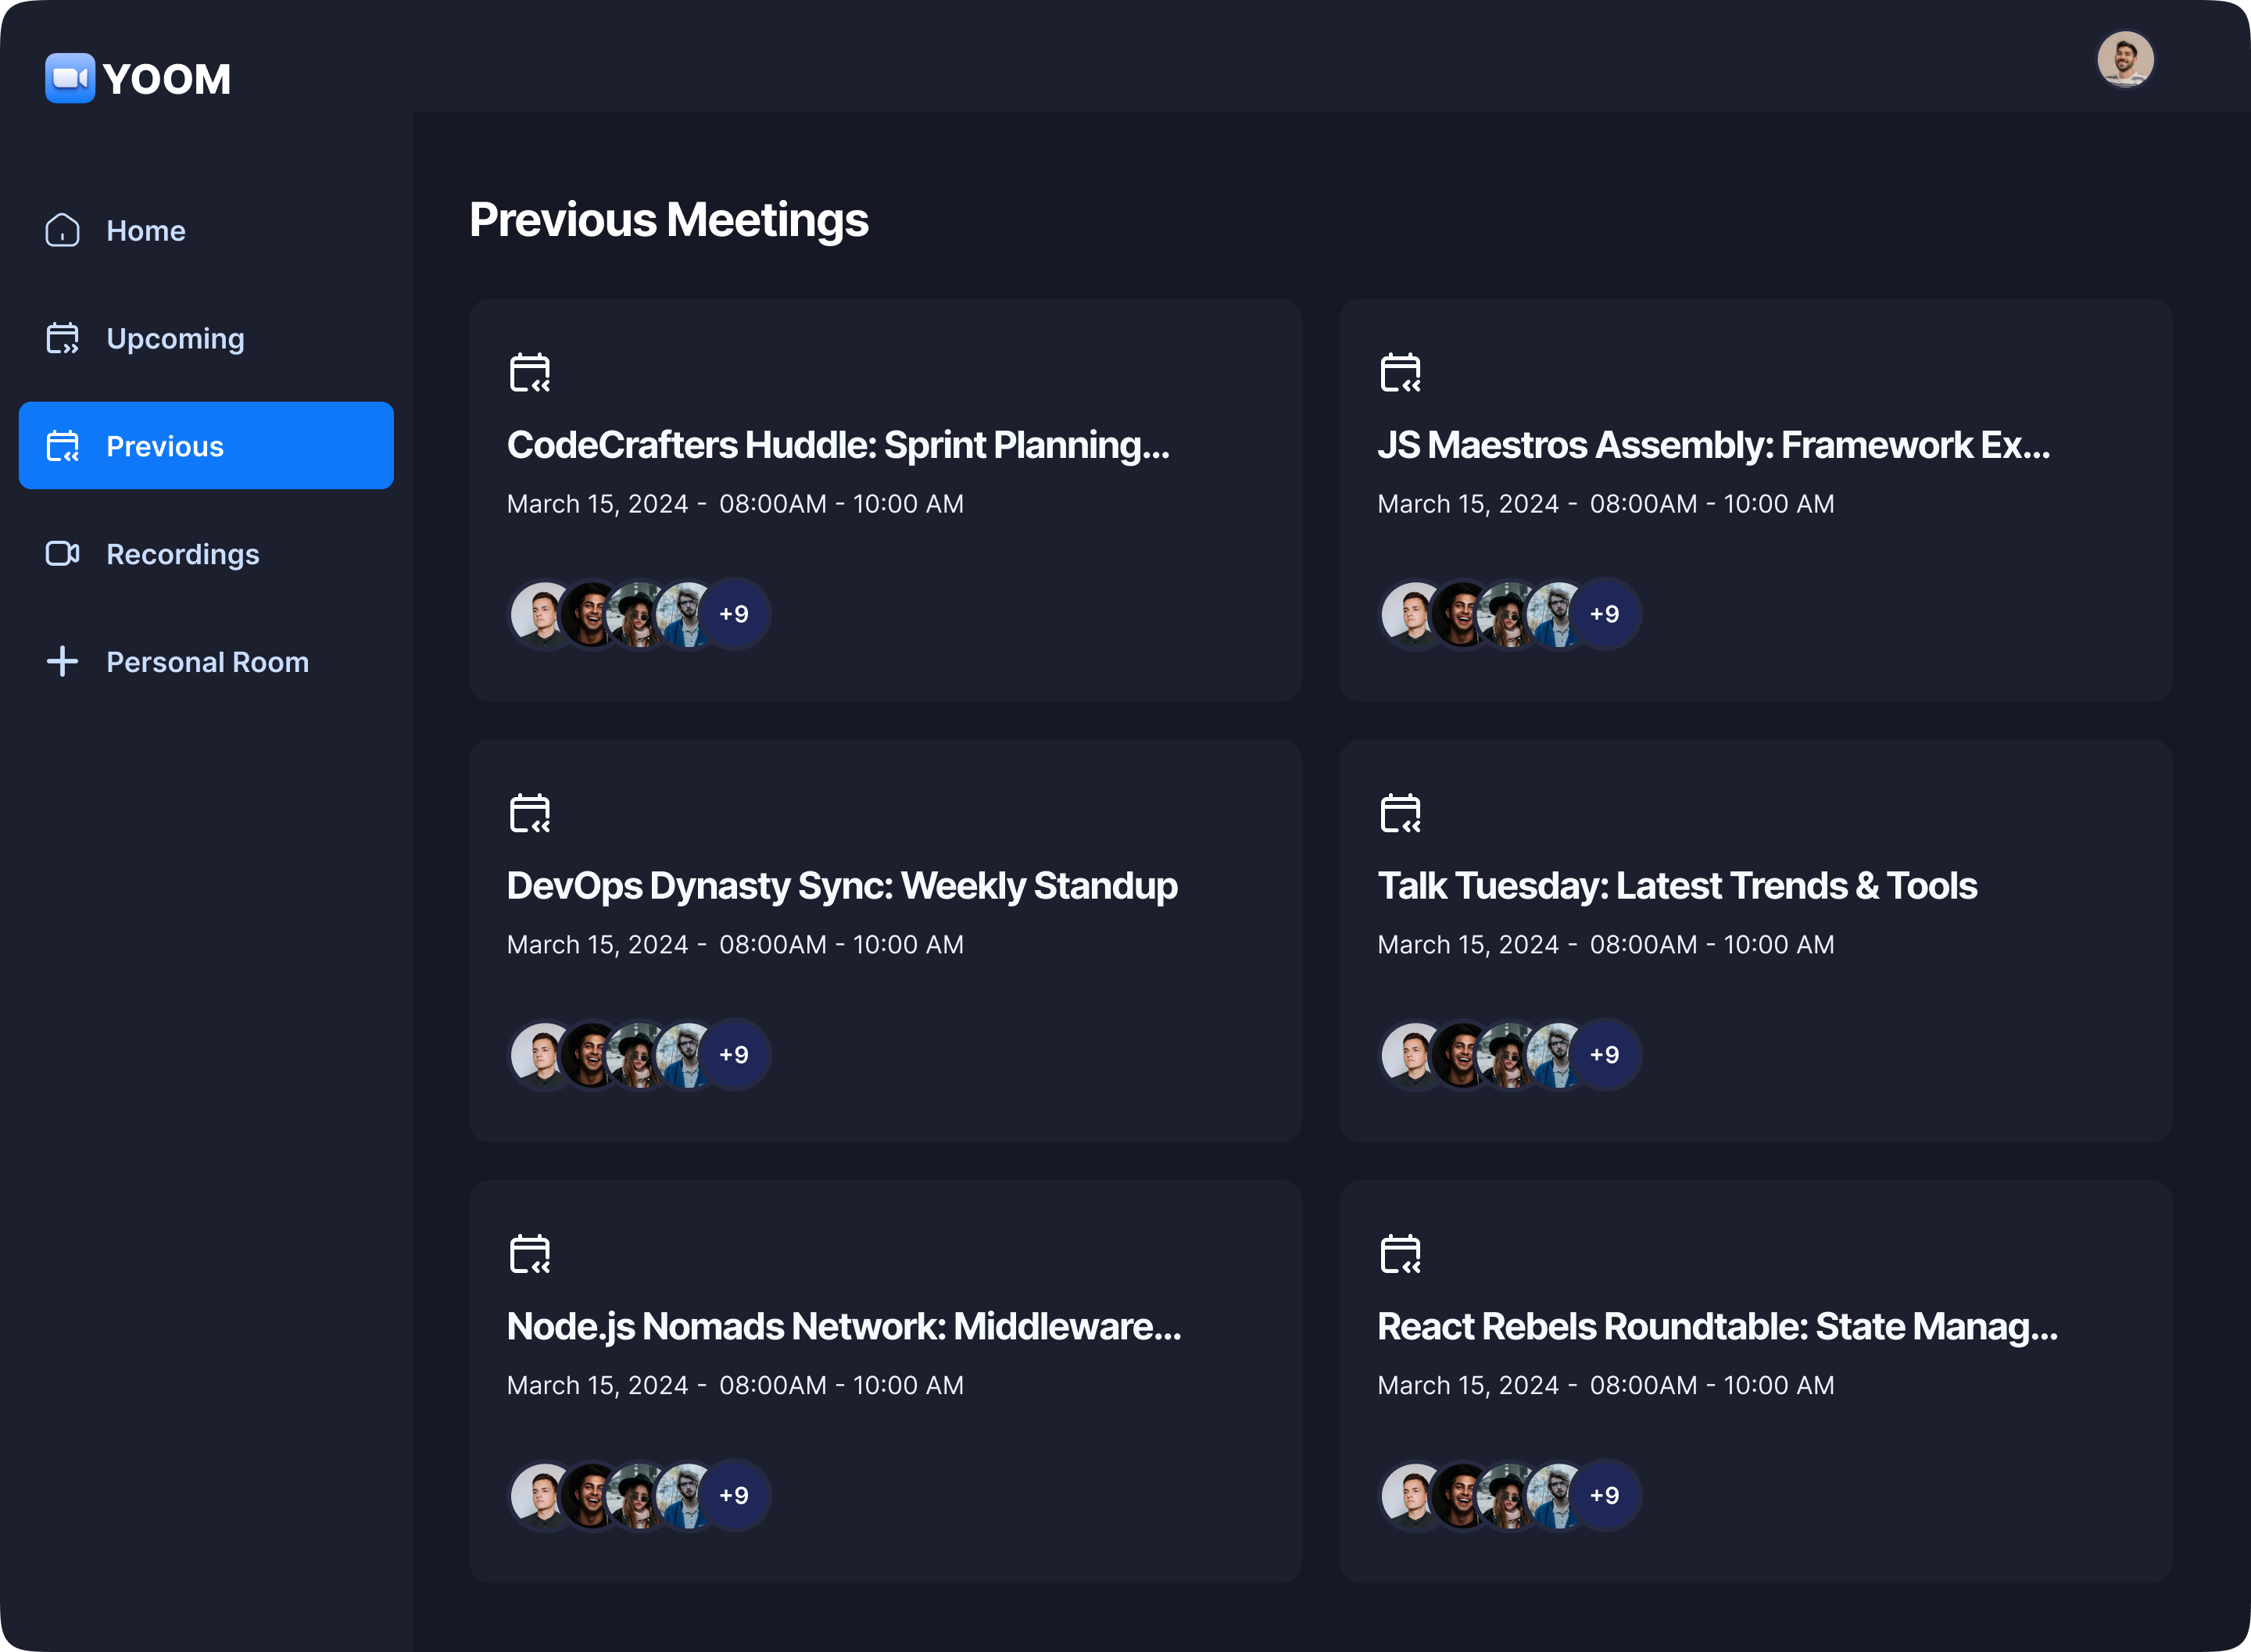 YOOM
Home
Upcoming
Previous
Recordings
Personal Room
Previous Meetings
CodeCrafters Huddle: Sprint Planning...
March 15, 2024 - 08:00AM - 10:00 AM
+9
JS Maestros Assembly: Framework Ex...
March 15, 2024 - 08:00AM - 10:00 AM
+9
DevOps Dynasty Sync: Weekly Standup
March 15, 2024 - 08:00AM - 10:00 AM
+9
Talk Tuesday: Latest Trends & Tools
March 15, 2024 - 08:00AM - 10:00 AM
+9
Node.js Nomads Network: Middleware...
March 15, 2024 - 08:00AM - 10:00 AM
+9
React Rebels Roundtable: State Manag...
March 15, 2024 - 08:00AM - 10:00 AM
+9